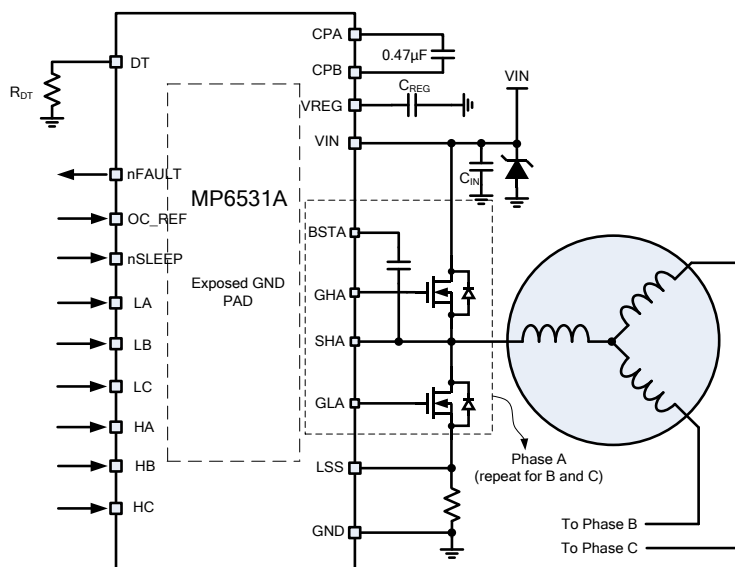 CPA
0.47µF
CPB
DT
RDT
CREG
VREG
VIN
VIN
CIN
nFAULT
MP6531A
OC_REF
BSTA
nSLEEP
Exposed GND
PAD
GHA
LA
SHA
LB
LC
GLA
HA
Phase A
(repeat for B and C)
HB
LSS
HC
GND
To Phase B
To Phase C